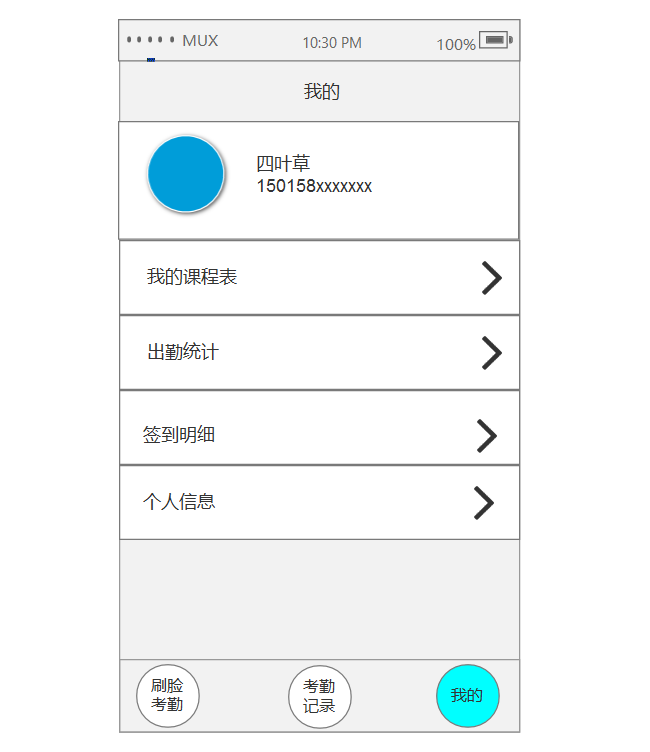 MUX 10:30 PM 100%
我的
四叶草
150158xxxxxxx
我的课程表
出勤统计
签到明细
个人信息
刷脸
考勤
考勤
记录
我的